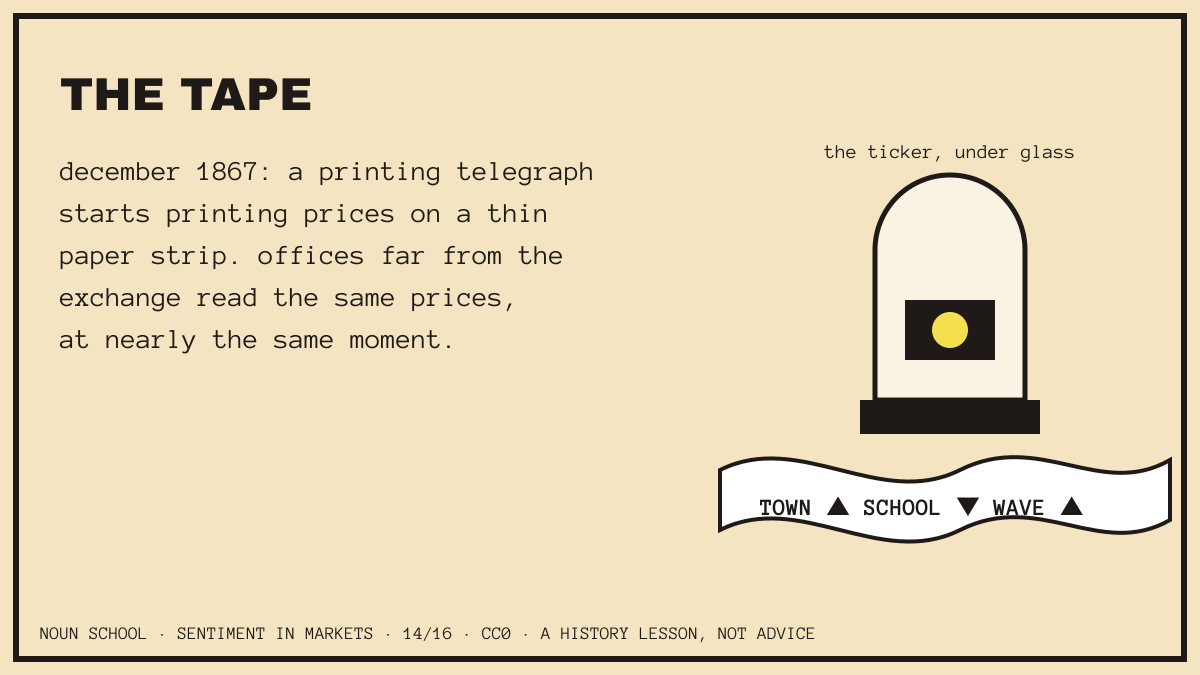 THE TAPE
december 1867: a printing telegraph
starts printing prices on a thin
paper strip. offices far from the
exchange read the same prices,
at nearly the same moment.
the ticker, under glass
TOWN ▲ SCHOOL ▼ WAVE ▲
NOUN SCHOOL · SENTIMENT IN MARKETS · 14/16 · CC0 · A HISTORY LESSON, NOT ADVICE